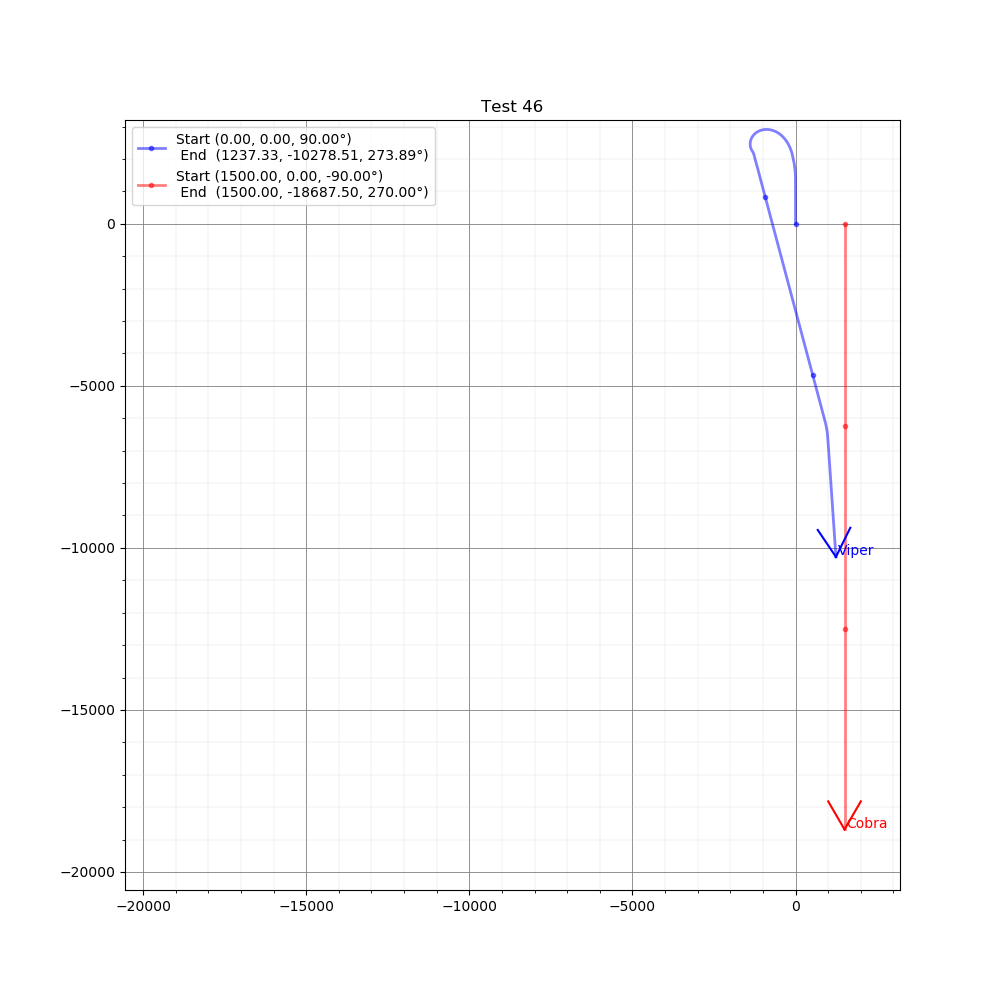 Test 46
Start (0.00, 0.00, 90.00°)
End (1237.33, -10278.51, 273.89°)
Start (1500.00, 0.00, -90.00°)
End (1500.00, -18687.50, 270.00°)
0
−5000
−10000
−15000
−20000
Viper
Cobra
−20000 −15000 −10000 −5000 0